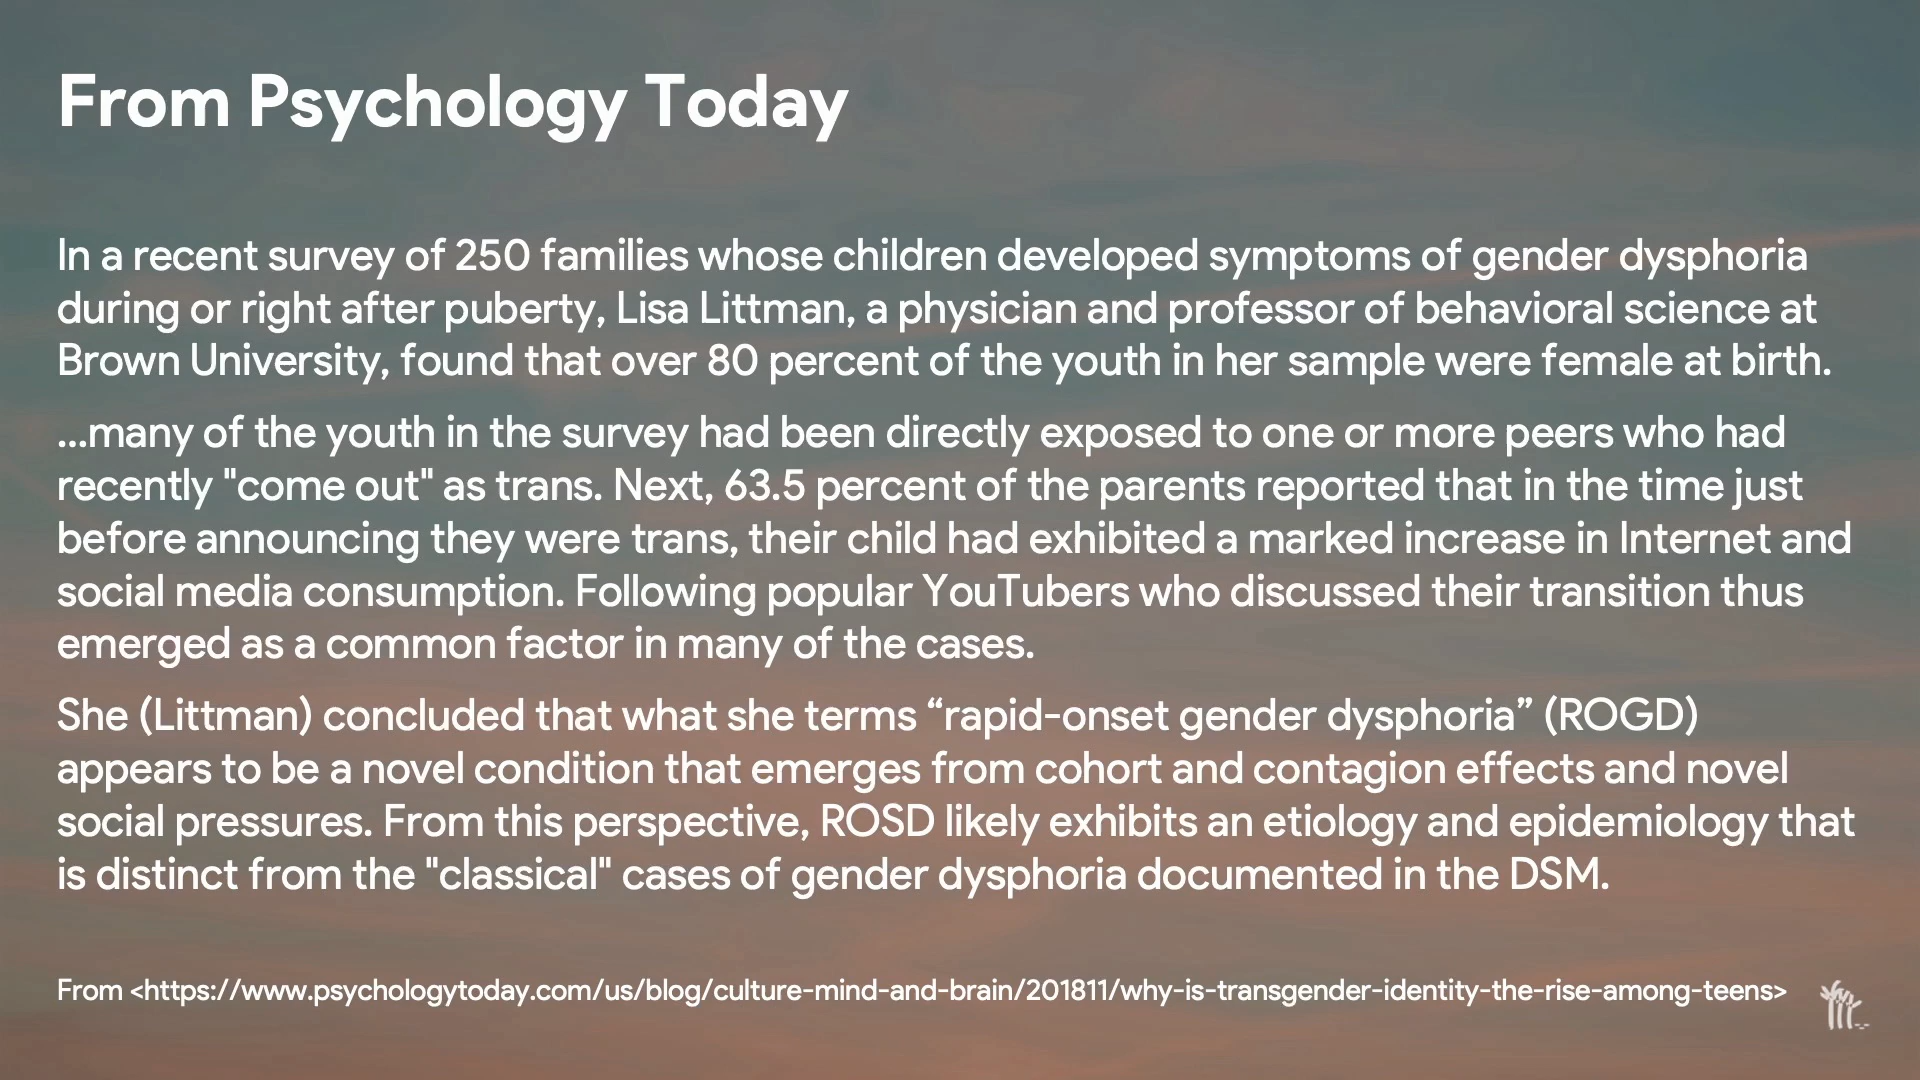 From Psychology Today
In a recent survey of 250 families whose children developed symptoms of gender dysphoria
during or right after puberty, Lisa Littman, a physician and professor of behavioral science at
Brown University, found that over 80 percent of the youth in her sample were female at birth.
...many of the youth in the survey had been directly exposed to one or more peers who had
recently "come out" as trans. Next, 63.5 percent of the parents reported that in the time just
before announcing they were trans, their child had exhibited a marked increase in Internet and
social media consumption. Following popular YouTubers who discussed their transition thus
emerged as a common factor in many of the cases.
She (Littman) concluded that what she terms “rapid-onset gender dysphoria” (ROGD)
appears to be a novel condition that emerges from cohort and contagion effects and novel
social pressures. From this perspective, ROSD likely exhibits an etiology and epidemiology that
is distinct from the "classical" cases of gender dysphoria documented in the DSM.
From <https://www.psychologytoday.com/us/blog/culture-mind-and-brain/201811/why-is-transgender-identity-the-rise-among-teens>